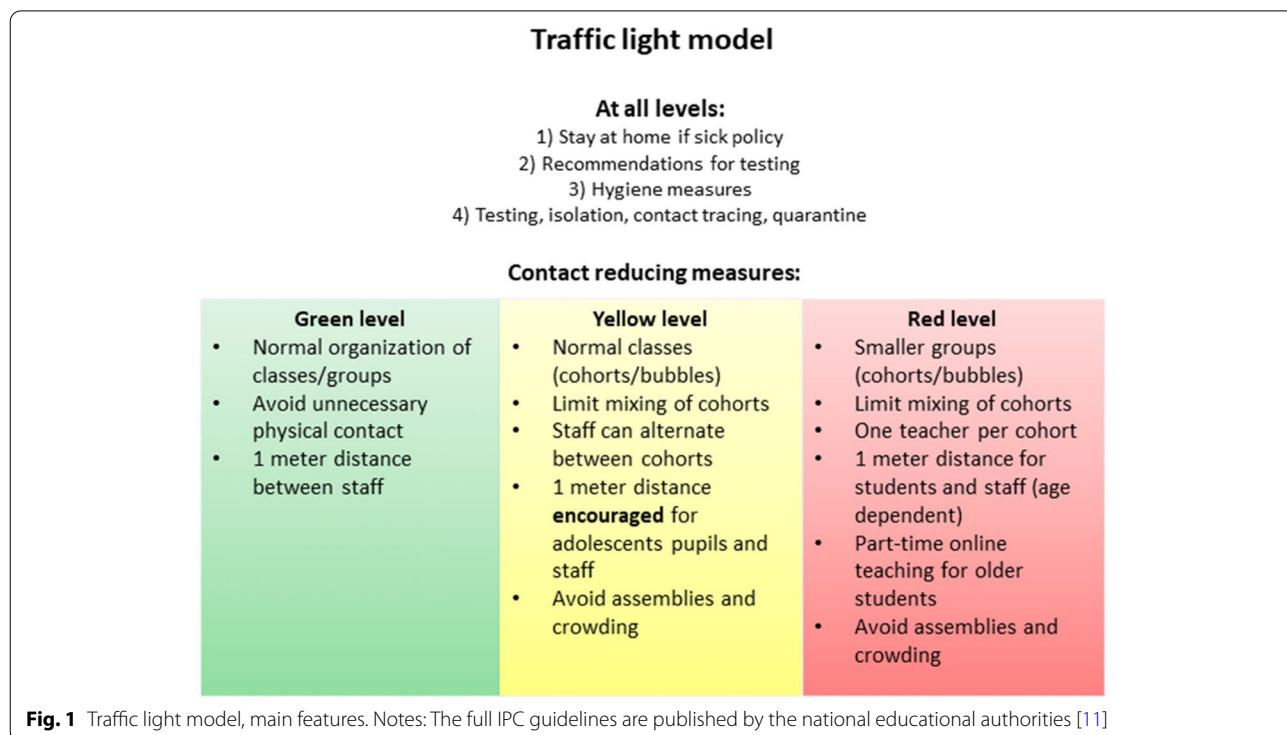 Traffic light model
At all levels:
1) Stay at home if sick policy
2) Recommendations for testing
3) Hygiene measures
4) Testing, isolation, contact tracing, quarantine
Contact reducing measures:
Green level
• Normal organization of
classes/groups
• Avoid unnecessary
physical contact
• 1 meter distance
between staff
Yellow level
• Normal classes
(cohorts/bubbles)
• Limit mixing of cohorts
• Staff can alternate
between cohorts
• 1 meter distance
encouraged for
adolescents pupils and
staff
• Avoid assemblies and
crowding
Red level
• Smaller groups
(cohorts/bubbles)
• Limit mixing of cohorts
• One teacher per cohort
• 1 meter distance for
students and staff (age
dependent)
• Part-time online
teaching for older
students
• Avoid assemblies and
crowding
Fig. 1 Traffic light model, main features. Notes: The full IPC guidelines are published by the national educational authorities [11]